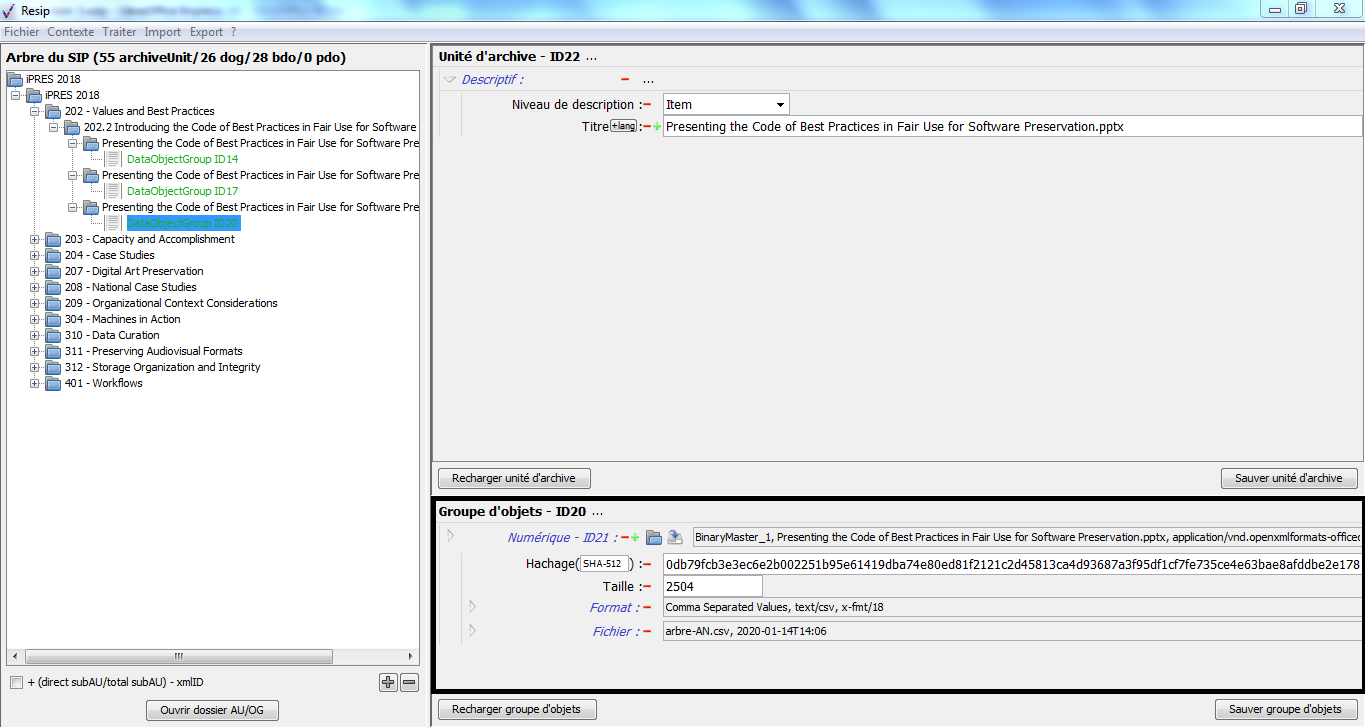 Resip
Fichier Contexte Traiter Import Export ?
Arbre du SIP (55 archiveUnit/26 dog/28 bdo/0 pdo)
iPRES 2018
iPRES 2018
202 - Values and Best Practices
202.2 Introducing the Code of Best Practices in Fair Use for Software
Presenting the Code of Best Practices in Fair Use for Software Pre
DataObjectGroup ID14
Presenting the Code of Best Practices in Fair Use for Software Pre
DataObjectGroup ID17
Presenting the Code of Best Practices in Fair Use for Software Pre
DataObjectGroup ID20
203 - Capacity and Accomplishment
204 - Case Studies
207 - Digital Art Preservation
208 - National Case Studies
209 - Organizational Context Considerations
304 - Machines in Action
310 - Data Curation
311 - Preserving Audiovisual Formats
312 - Storage Organization and Integrity
401 - Workflows
+ (direct subAU/total subAU) - xmlID
Ouvrir dossier AU/OG
Unité d'archive - ID22 ...
Descriptif : ...
Niveau de description : Item
Titre +lang : Presenting the Code of Best Practices in Fair Use for Software Preservation.pptx
Recharger unité d'archive Sauver unité d'archive
Groupe d'objets - ID20 ...
Numérique - ID21 : BinaryMaster_1, Presenting the Code of Best Practices in Fair Use for Software Preservation.pptx, application/vnd.openxmlformats-officed
Hachage( SHA-512 ) : 0db79fcb3e3ec6e2b002251b95e61419dba74e80ed81f2121c2d45813ca4d93687a3f95df1cf7fe735ce4e63bae8afddbe2e178
Taille : 2504
Format : Comma Separated Values, text/csv, x-fmt/18
Fichier : arbre-AN.csv, 2020-01-14T14:06
Recharger groupe d'objets Sauver groupe d'objets